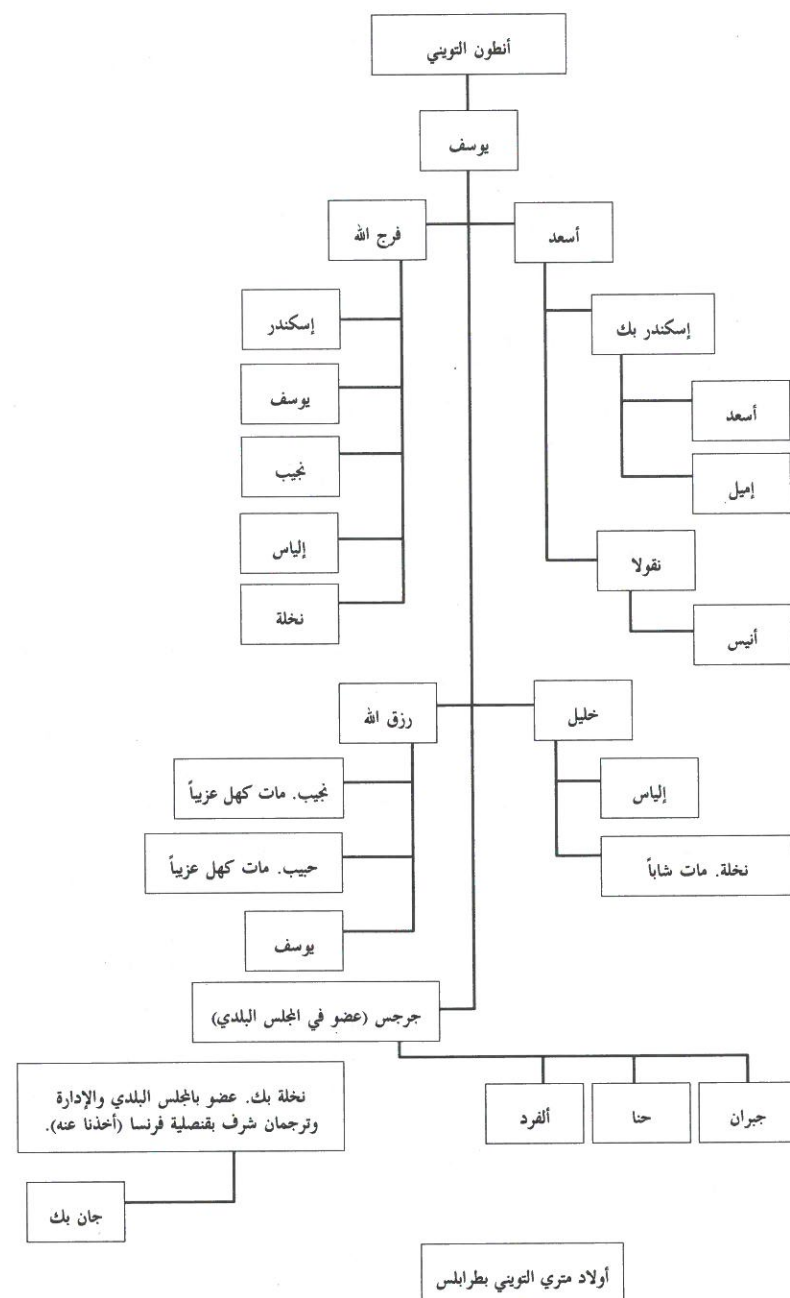 أنطون التويني
يوسف
أسعد
فرج الله
إسكندر بك
أسعد
إميل
نقولا
أنيس
إسكندر
يوسف
نجيب
إلياس
نخلة
خليل
رزق الله
إلياس
نخلة. مات شاباً
نجيب. مات كهل عزيباً
حبيب. مات كهل عزيباً
يوسف
جرجس (عضو في المجلس البلدي)
جبران
حنا
ألفرد
نخلة بك. عضو بالمجلس البلدي والإدارة
وترجمان شرف بقنصلية فرنسا (أخذنا عنه).
جان بك
أولاد متري التويني بطرابلس